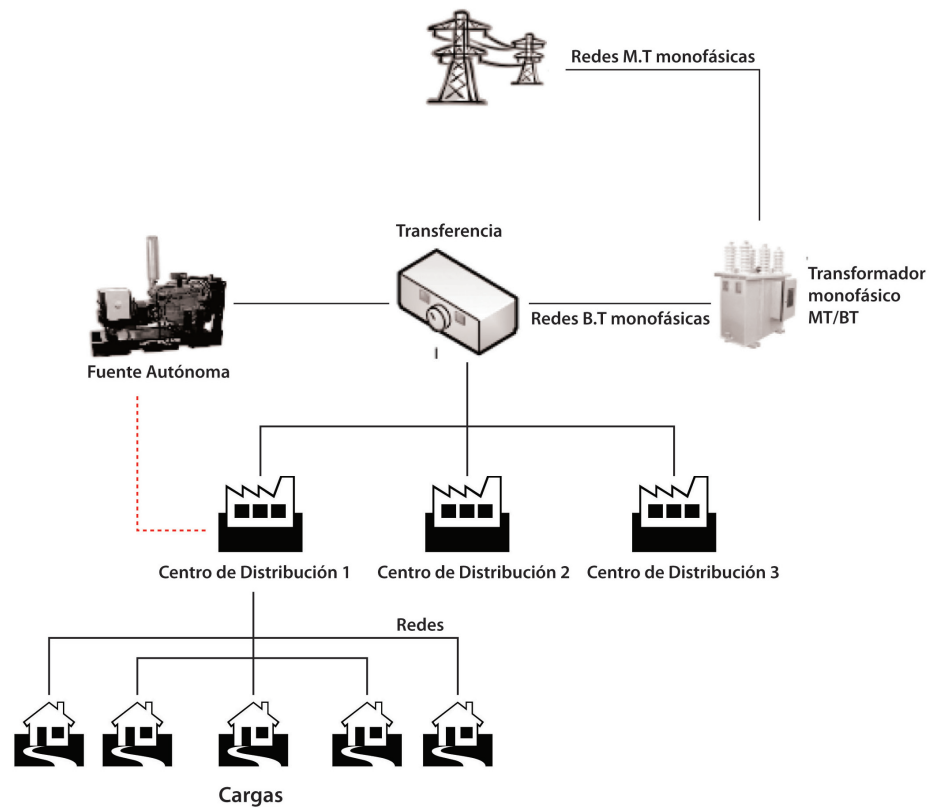 Redes M.T monofásicas
Transferencia
Transformador
monofásico
MT/BT
Redes B.T monofásicas
Fuente Autónoma
Centro de Distribución 1
Centro de Distribución 2
Centro de Distribución 3
Redes
Cargas